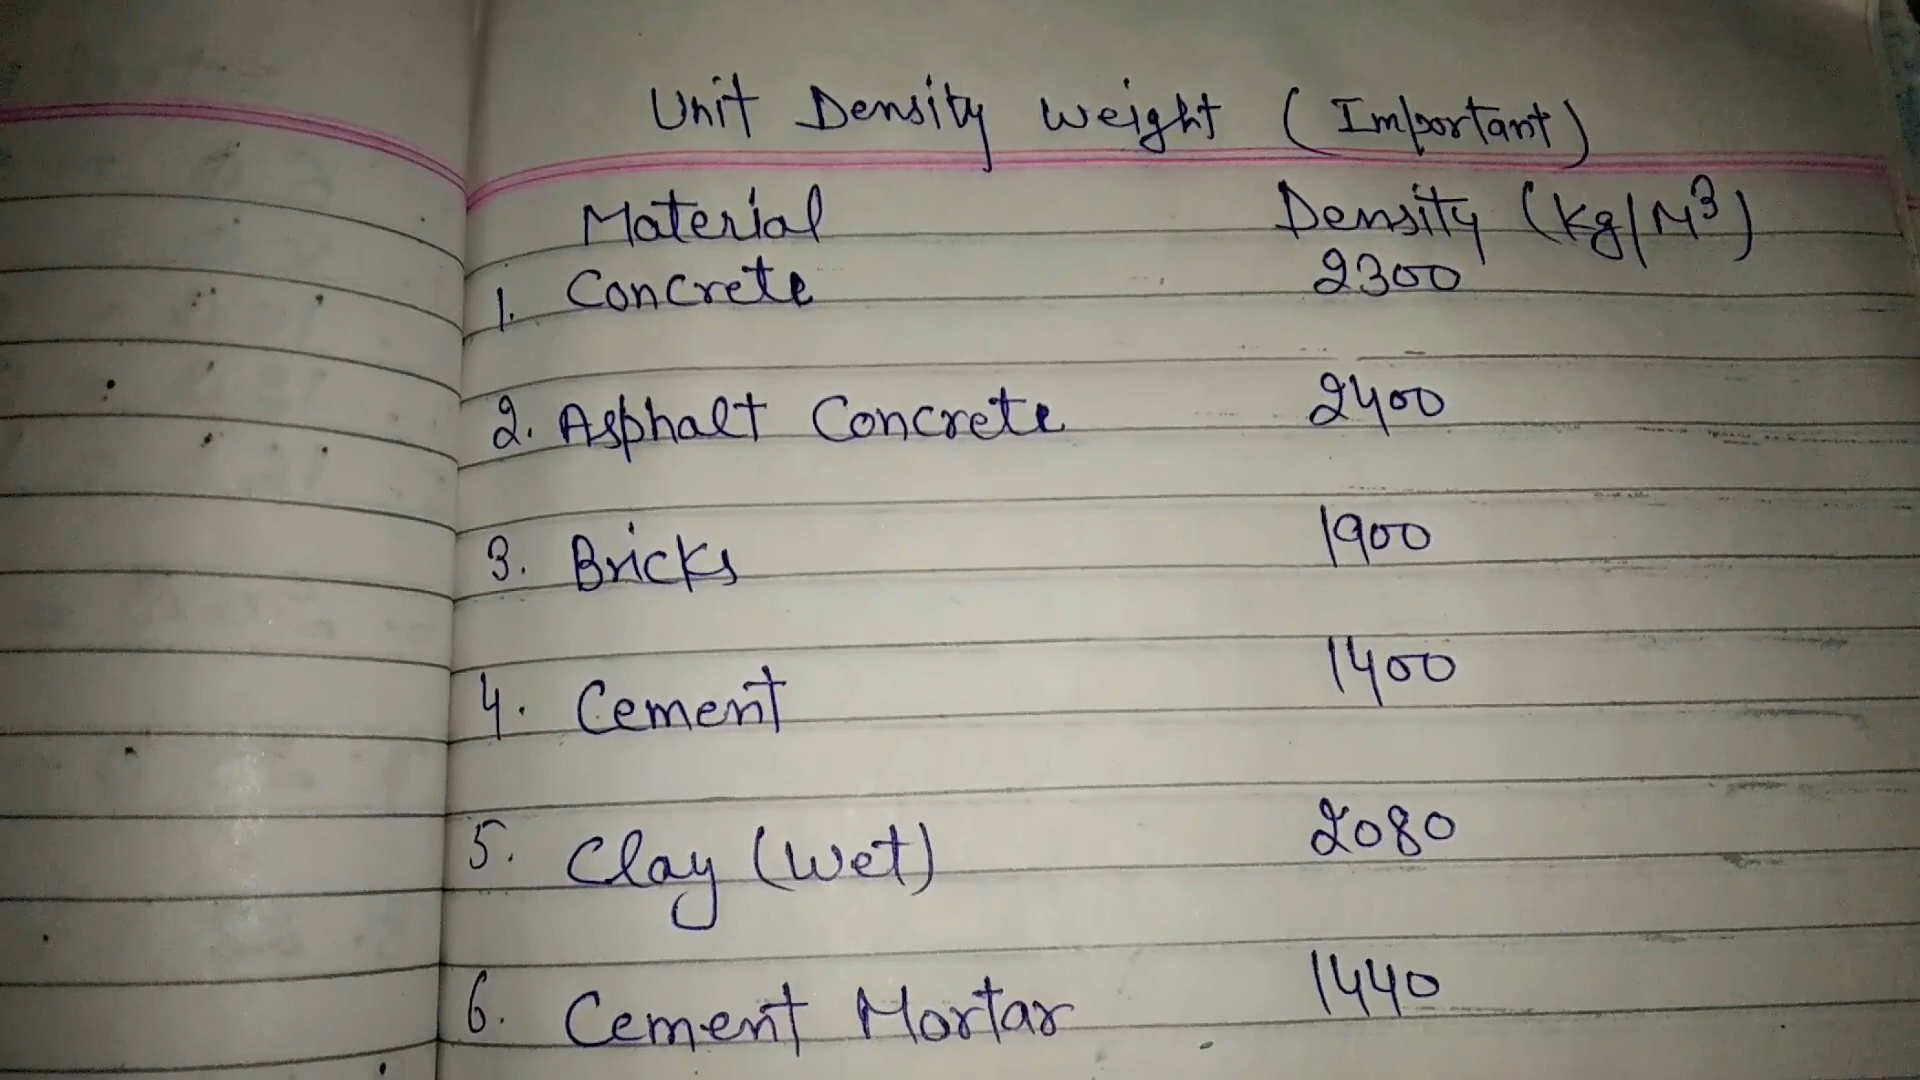 Unit Density Weight (Important)
Material Density (Kg/M³)
1. Concrete 2300
2. Asphalt Concrete 2400
3. Bricks 1900
4. Cement 1400
5. Clay (Wet) 2080
6. Cement Mortar 1440